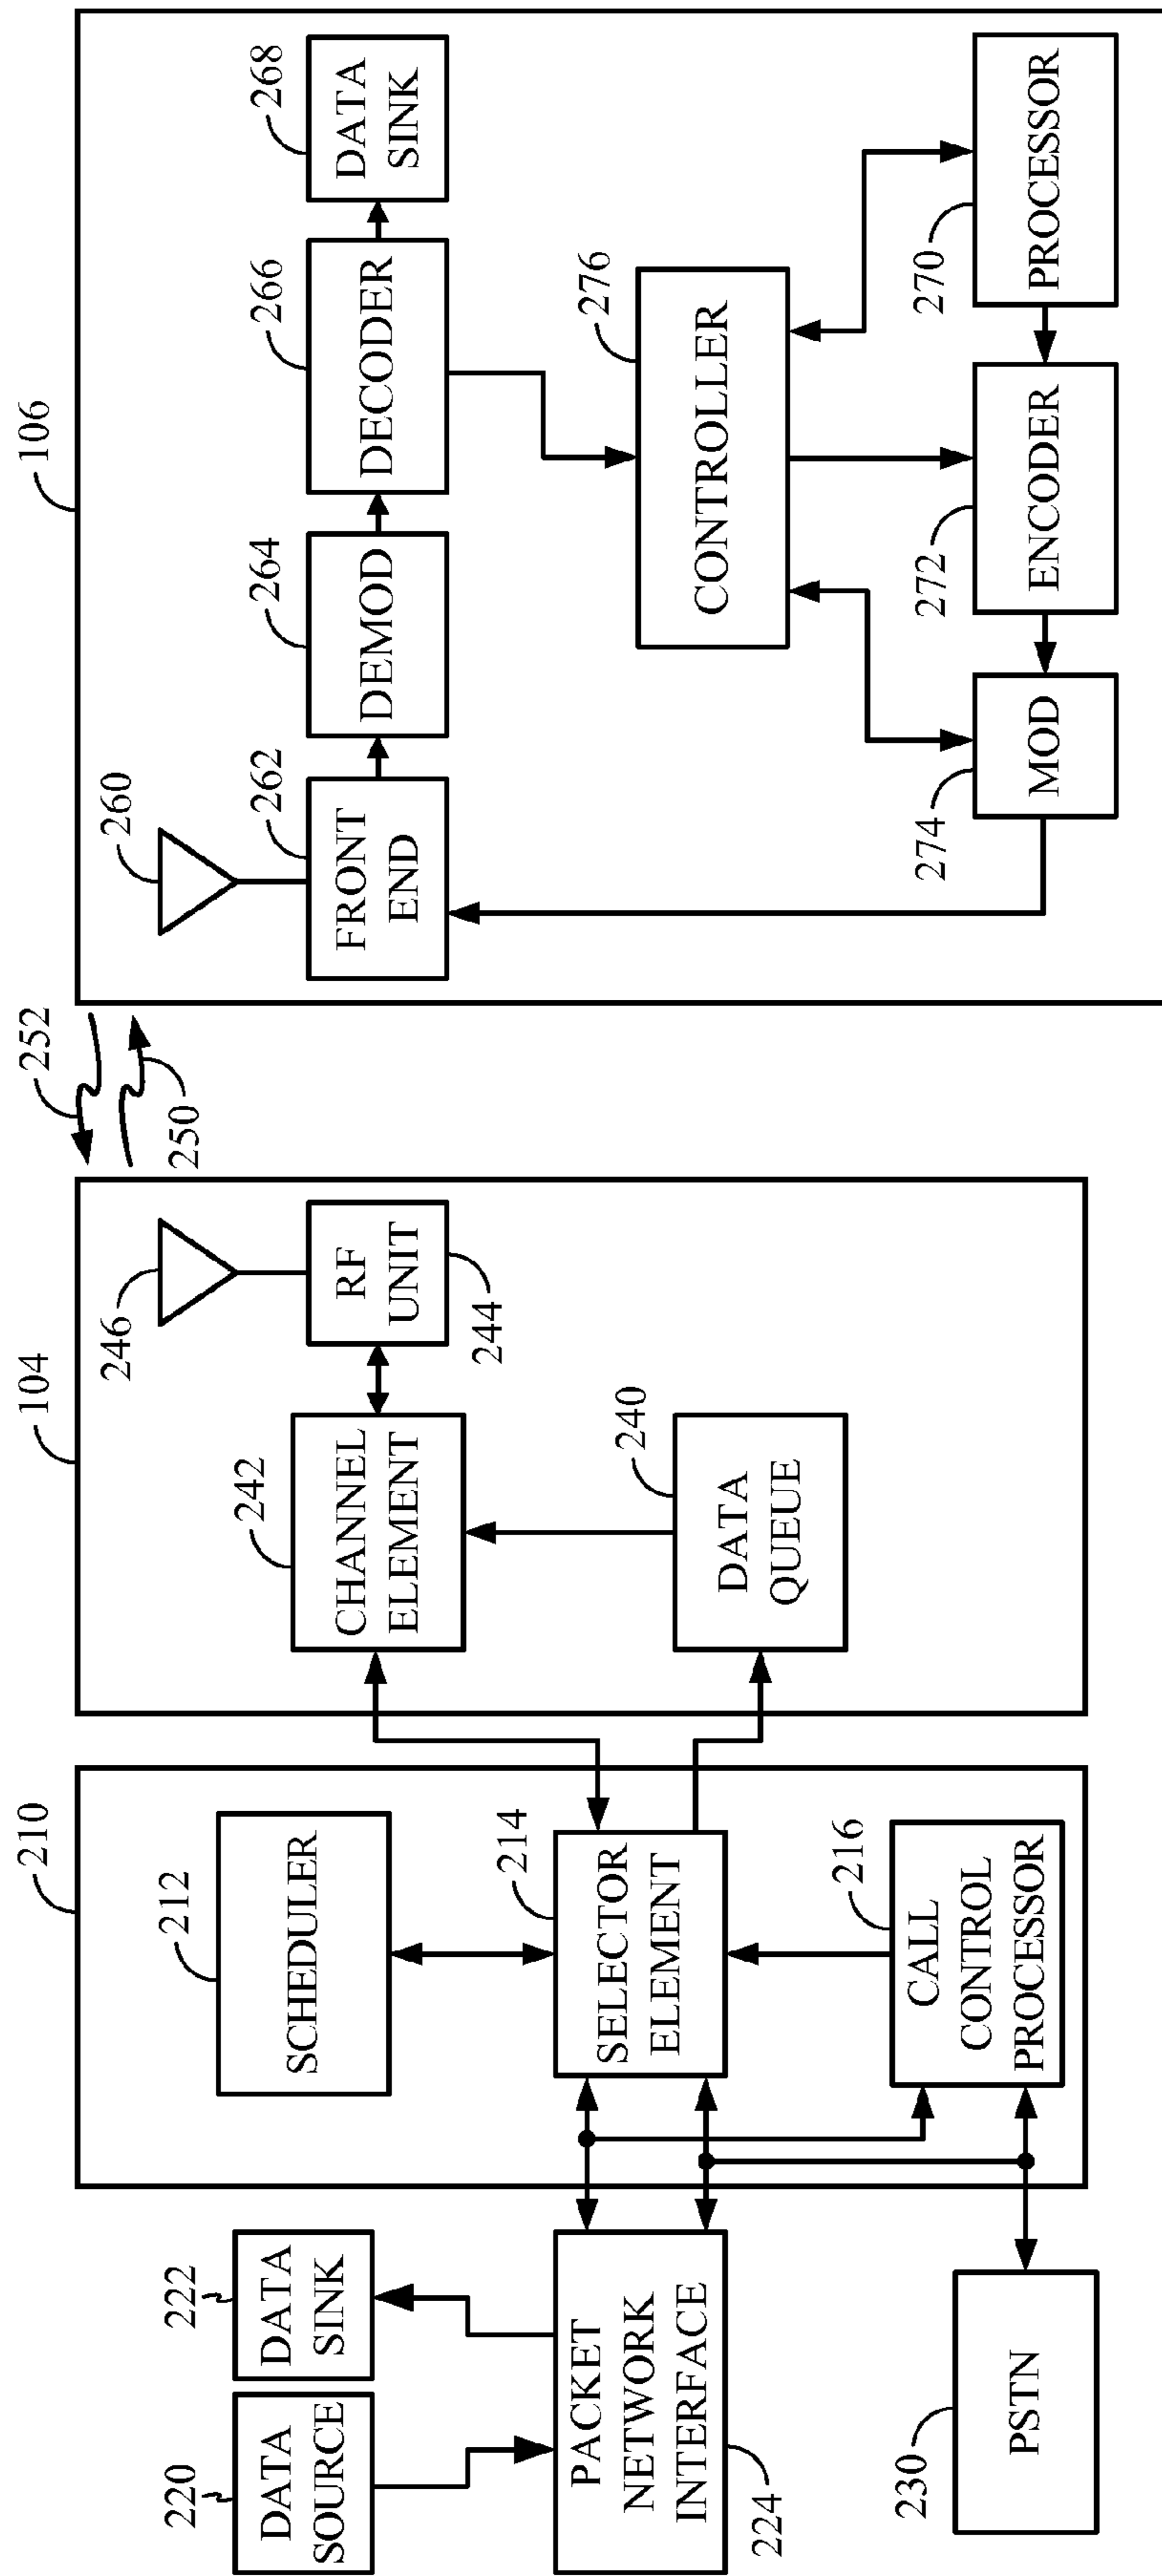 210
104
106
252
250
220
DATA
SOURCE
222
DATA
SINK
PACKET
NETWORK
INTERFACE
224
230
PSTN
212
SCHEDULER
214
SELECTOR
ELEMENT
216
CALL
CONTROL
PROCESSOR
246
242
CHANNEL
ELEMENT
RF
UNIT
244
240
DATA
QUEUE
260
262
FRONT
END
264
DEMOD
266
DECODER
268
DATA
SINK
276
CONTROLLER
274
MOD
272
ENCODER
270
PROCESSOR